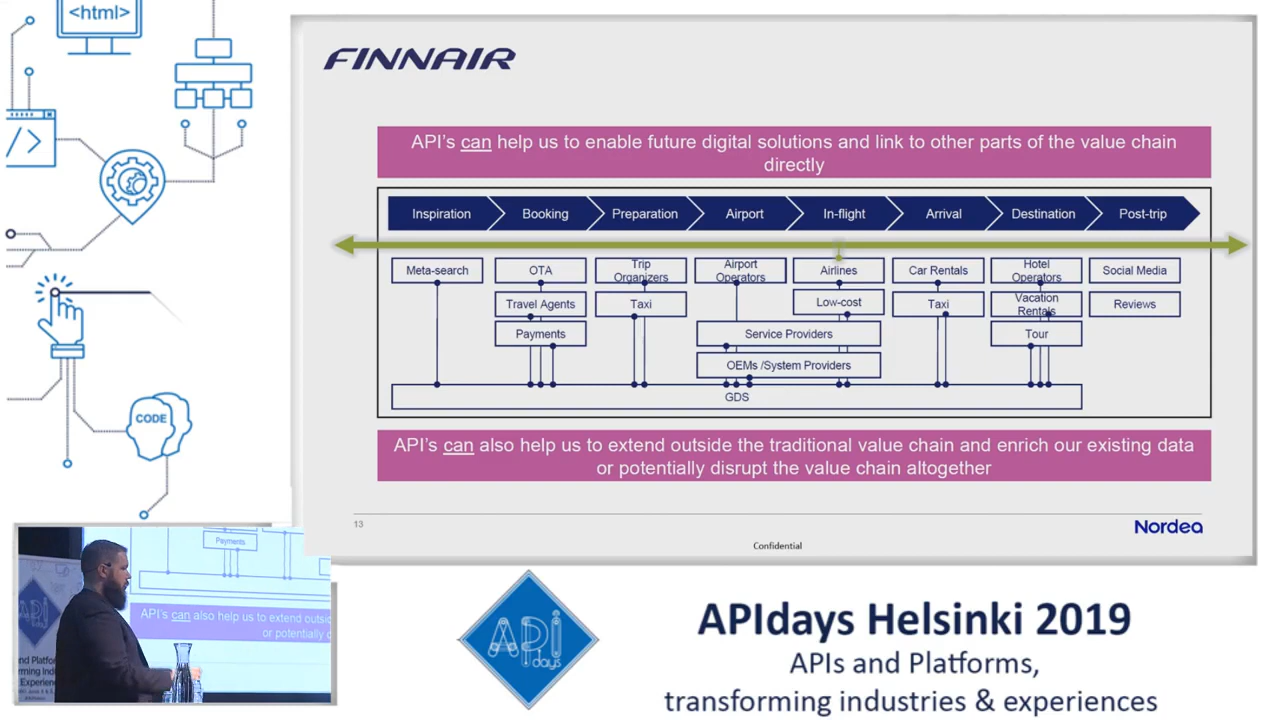 <html>
</>
CODE
FINNAIR
API's can help us to enable future digital solutions and link to other parts of the value chain
directly
Inspiration
Booking
Preparation
Airport
In-flight
Arrival
Destination
Post-trip
Meta-search
OTA
Trip
Organizers
Airport
Operators
Airlines
Car Rentals
Hotel
Operators
Social Media
Travel Agents
Taxi
Low-cost
Taxi
Vacation
Rentals
Reviews
Payments
Service Providers
Tour
OEMs /System Providers
GDS
API's can also help us to extend outside the traditional value chain and enrich our existing data
or potentially disrupt the value chain altogether
13
Nordea
Confidential
Payments
API's can also help us to extend outsi
or potentially
API
days
APIdays Helsinki 2019
APIs and Platforms,
transforming industries & experiences